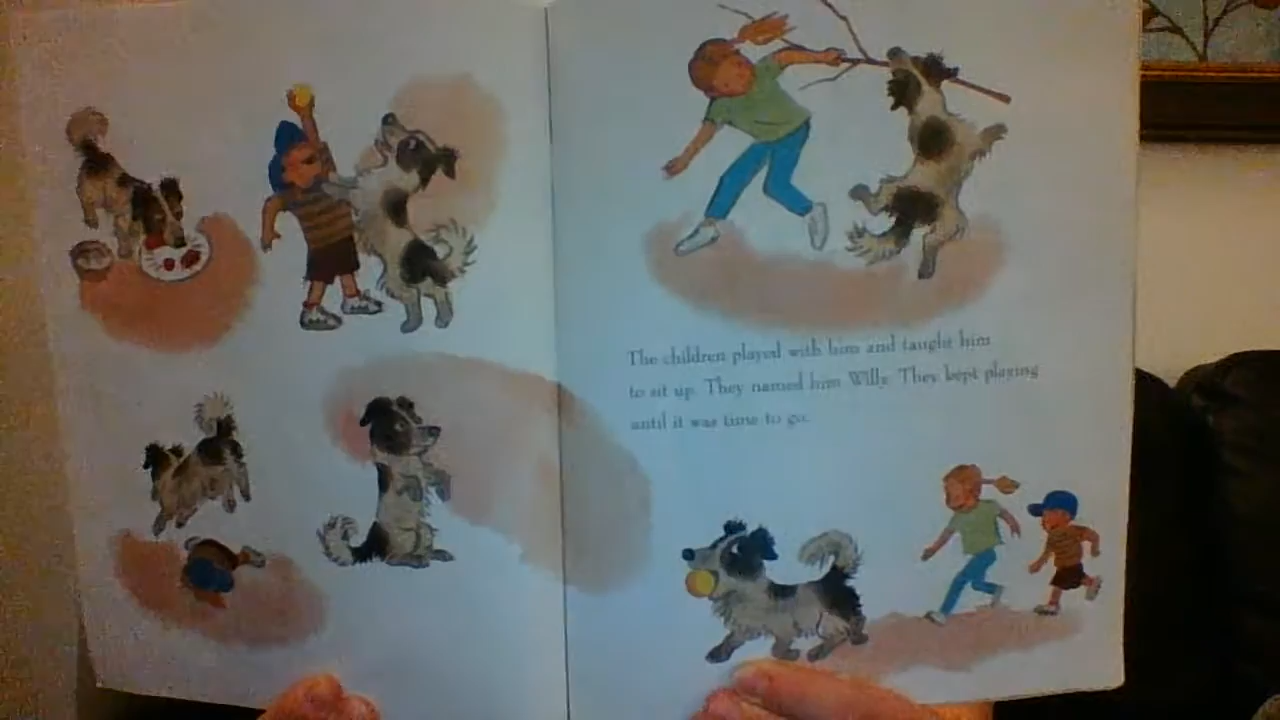 The children played with him and taught him
to sit up. They named him Willy. They kept playing
until it was time to go.